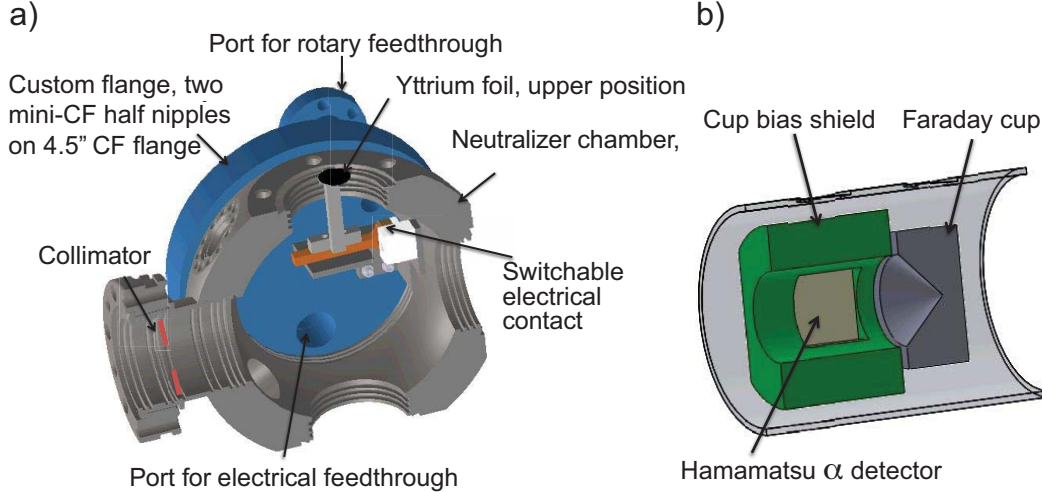 a)
Port for rotary feedthrough
Custom flange, two
mini-CF half nipples
on 4.5” CF flange
Yttrium foil, upper position
Neutralizer chamber,
Collimator
Switchable
electrical
contact
Port for electrical feedthrough
b)
Cup bias shield
Faraday cup
Hamamatsu α detector